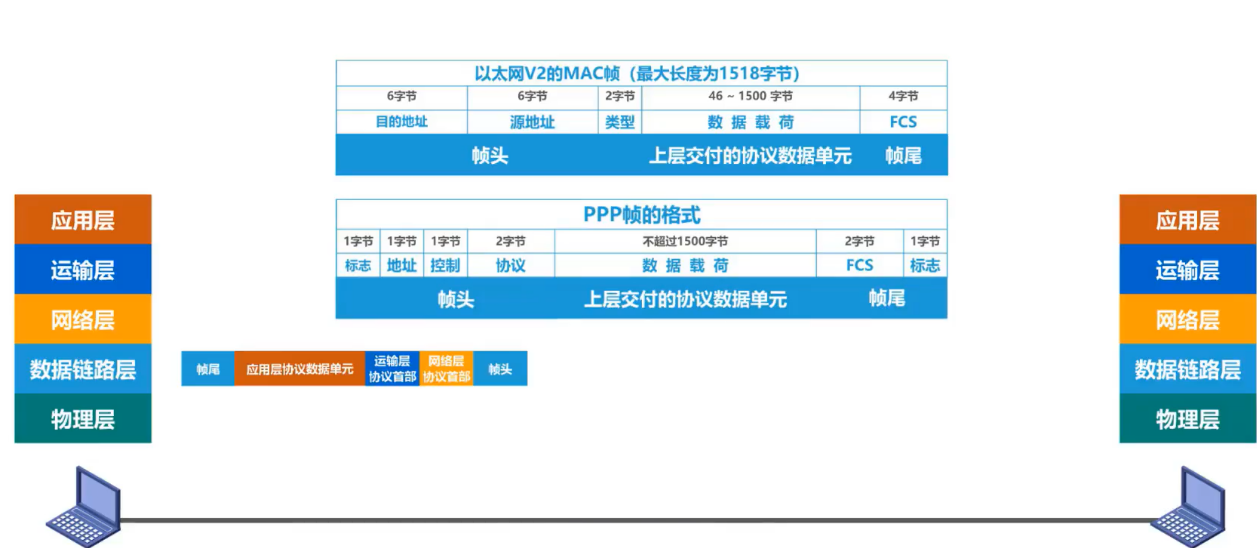 以太网V2的MAC帧（最大长度为1518字节）
6字节 6字节 2字节 46 ~ 1500 字节 4字节
目的地址 源地址 类型 数 据 载 荷 FCS
帧头 上层交付的协议数据单元 帧尾
PPP帧的格式
1字节 1字节 1字节 2字节 不超过1500字节 2字节 1字节
标志 地址 控制 协议 数 据 载 荷 FCS 标志
帧头 上层交付的协议数据单元 帧尾
应用层
运输层
网络层
数据链路层
物理层
帧尾 应用层协议数据单元 运输层 协议首部 网络层 协议首部 帧头
应用层
运输层
网络层
数据链路层
物理层